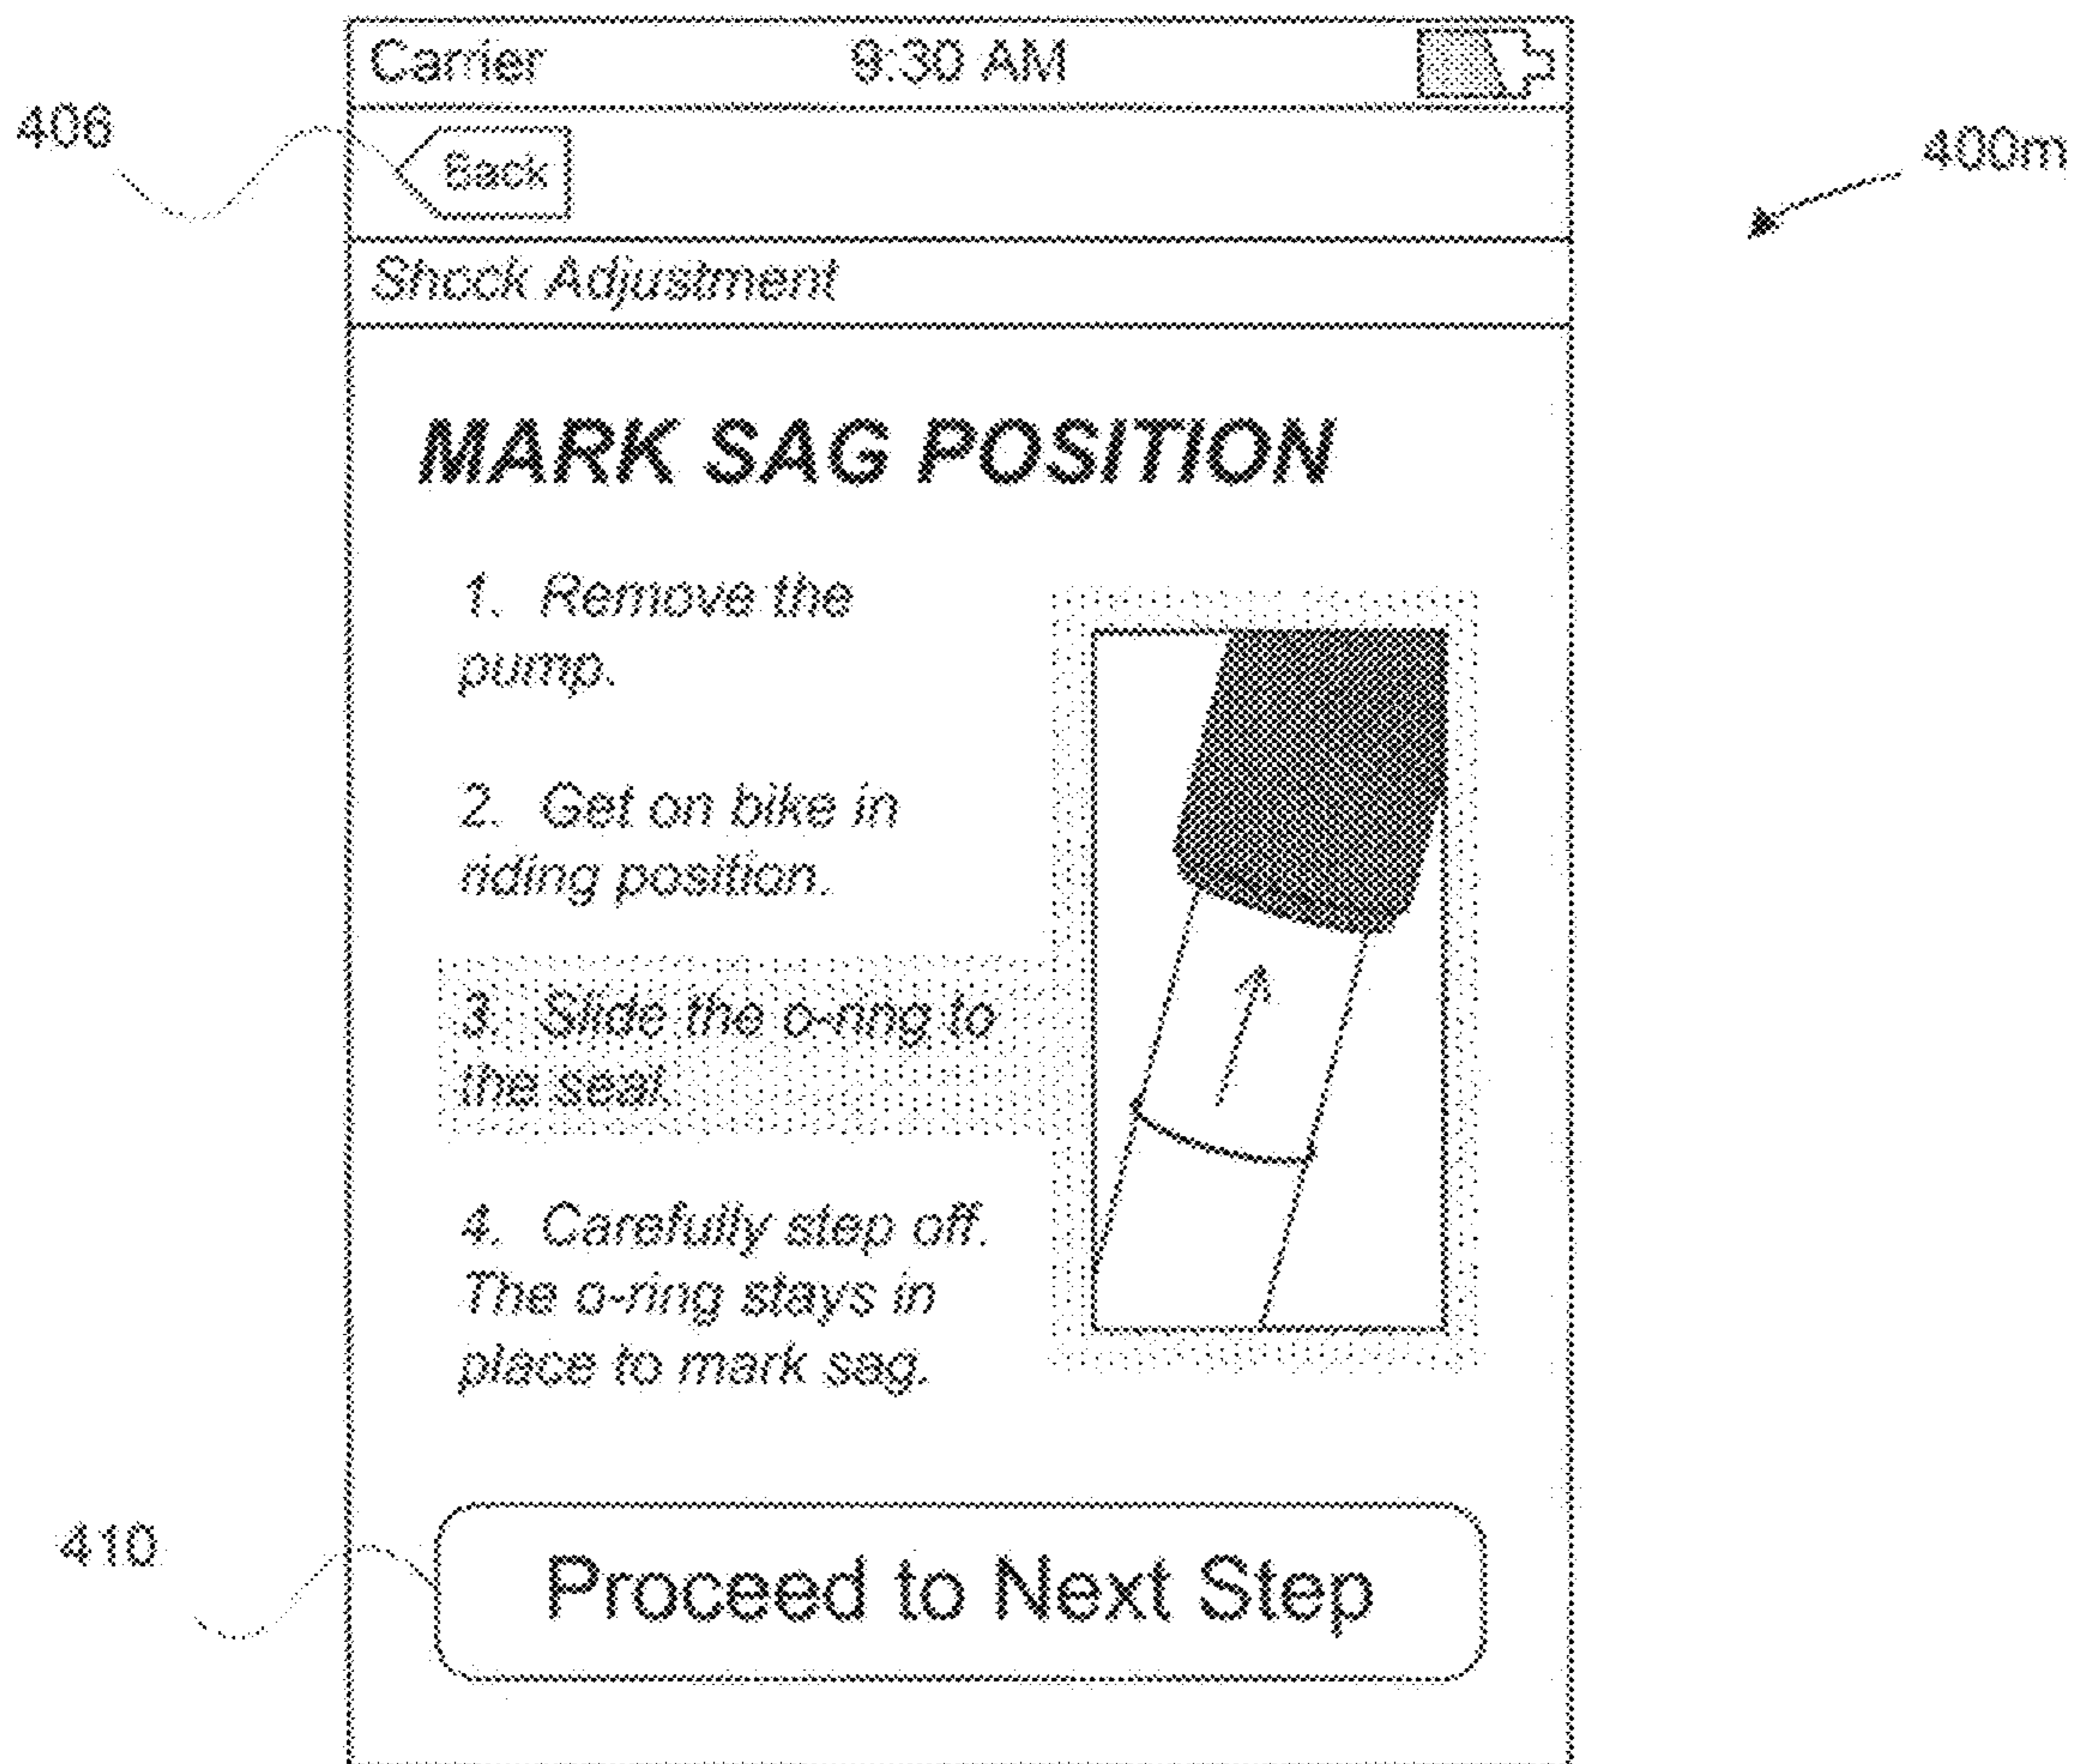 Carrier 9:30 AM
406
Back
400m
Shock Adjustment
MARK SAG POSITION
1. Remove the
pump.
2. Get on bike in
riding position.
3. Slide the o-ring to
the seal.
4. Carefully step off.
The o-ring stays in
place to mark sag.
410
Proceed to Next Step